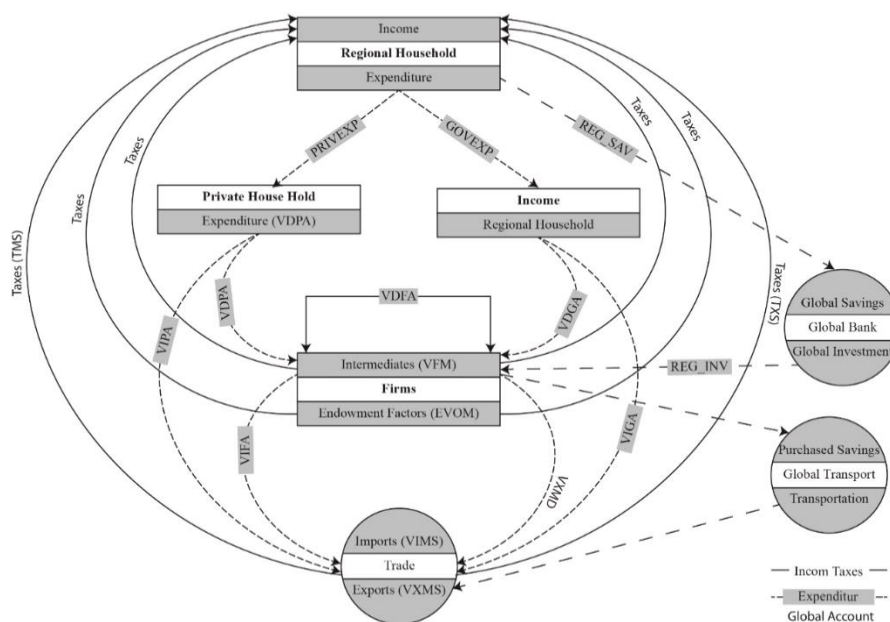 Income
Regional Household
Expenditure
Taxes
Taxes
Taxes
Taxes
PRIVEXP
GOVEXP
REG_SAV
Private House Hold
Expenditure (VDPA)
Income
Regional Household
Taxes (TMS)
Taxes (TXS)
VIPA
VDPA
VDFA
VDGA
Global Savings
Global Bank
Global Investment
REG_INV
Intermediates (VFM)
Firms
Endowment Factors (EVOM)
VIFA
VXMD
VIGA
Purchased Savings
Global Transport
Transportation
Imports (VIMS)
Trade
Exports (VXMS)
Incom Taxes
Expenditur
Global Account